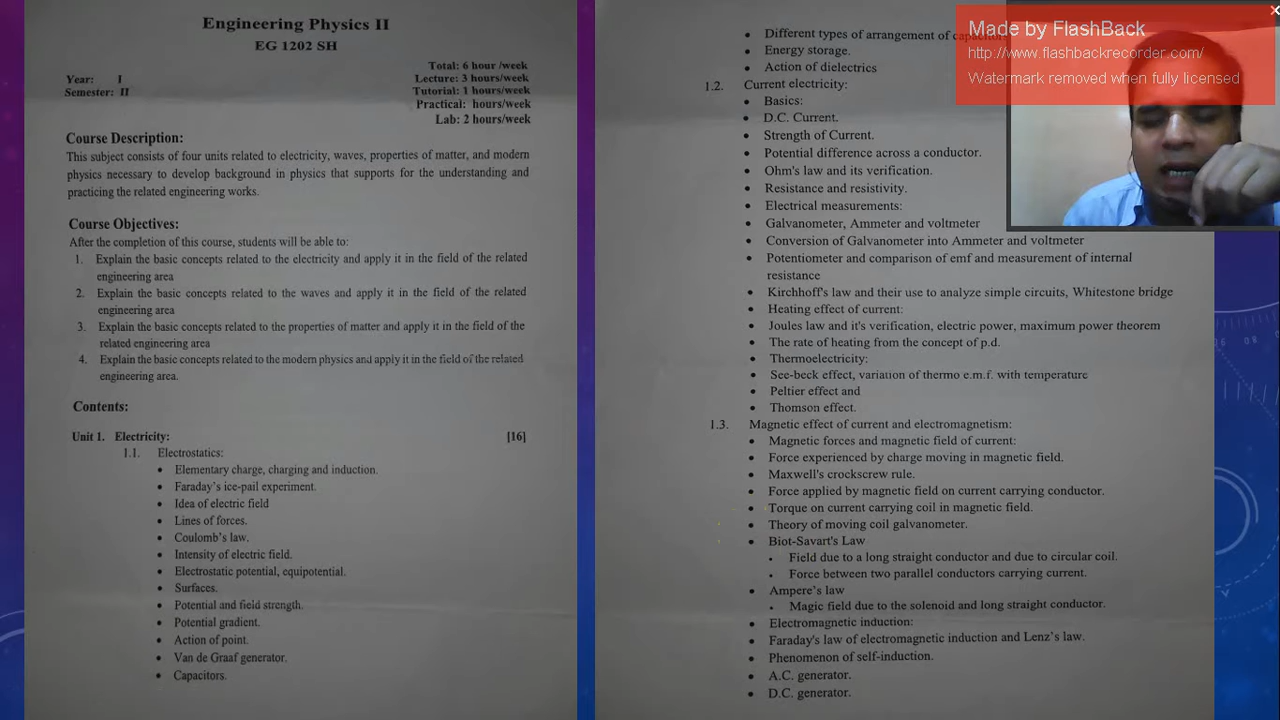 Engineering Physics II
EG 1202 SH
Total: 6 hour /week
Year: I
Lecture: 3 hours/week
Semester: II
Tutorial: 1 hours/week
Practical: hours/week
Lab: 2 hours/week
Course Description:
This subject consists of four units related to electricity, waves, properties of matter, and modern
physics necessary to develop background in physics that supports for the understanding and
practicing the related engineering works.
Course Objectives:
After the completion of this course, students will be able to:
1. Explain the basic concepts related to the electricity and apply it in the field of the related
engineering area
2. Explain the basic concepts related to the waves and apply it in the field of the related
engineering area
3. Explain the basic concepts related to the properties of matter and apply it in the field of the
related engineering area
4. Explain the basic concepts related to the modern physics and apply it in the field of the related
engineering area.
Contents:
Unit 1. Electricity: [16]
1.1. Electrostatics:
• Elementary charge, charging and induction.
• Faraday's ice-pail experiment.
• Idea of electric field
• Lines of forces.
• Coulomb's law.
• Intensity of electric field.
• Electrostatic potential, equipotential.
• Surfaces.
• Potential and field strength.
• Potential gradient.
• Action of point.
• Van de Graaf generator.
• Capacitors.
• Different types of arrangement of capacitors
• Energy storage.
• Action of dielectrics
1.2. Current electricity:
• Basics:
• D.C. Current.
• Strength of Current.
• Potential difference across a conductor.
• Ohm's law and its verification.
• Resistance and resistivity.
• Electrical measurements:
• Galvanometer, Ammeter and voltmeter
• Conversion of Galvanometer into Ammeter and voltmeter
• Potentiometer and comparison of emf and measurement of internal
resistance
• Kirchhoff's law and their use to analyze simple circuits, Whitestone bridge
• Heating effect of current:
• Joules law and it's verification, electric power, maximum power theorem
• The rate of heating from the concept of p.d.
• Thermoelectricity:
• See-beck effect, variation of thermo e.m.f. with temperature
• Peltier effect and
• Thomson effect.
1.3. Magnetic effect of current and electromagnetism:
• Magnetic forces and magnetic field of current:
• Force experienced by charge moving in magnetic field.
• Maxwell's crockscrew rule.
• Force applied by magnetic field on current carrying conductor.
• Torque on current carrying coil in magnetic field.
• Theory of moving coil galvanometer.
• Biot-Savart's Law
• Field due to a long straight conductor and due to circular coil.
• Force between two parallel conductors carrying current.
• Ampere's law
• Magic field due to the solenoid and long straight conductor.
• Electromagnetic induction:
• Faraday's law of electromagnetic induction and Lenz's law.
• Phenomenon of self-induction.
• A.C. generator.
• D.C. generator.
Made by FlashBack
http://www.flashbackrecorder.com/
Watermark removed when fully licensed